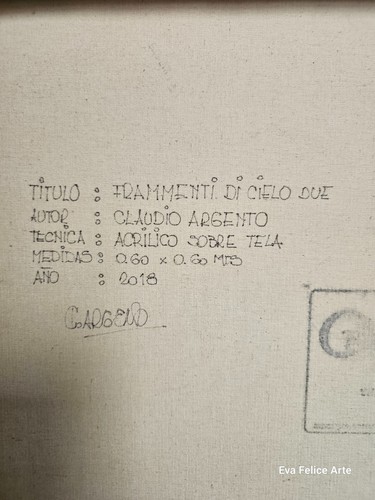 TITULO : FRAMMENTI DI CIELO DUE
AUTOR : CLAUDIO ARGENTO
TECNICA : ACRILICO SOBRE TELA
MEDIDAS : 0.60 x 0.60 MTS
AÑO : 2018
Eva Felice Arte